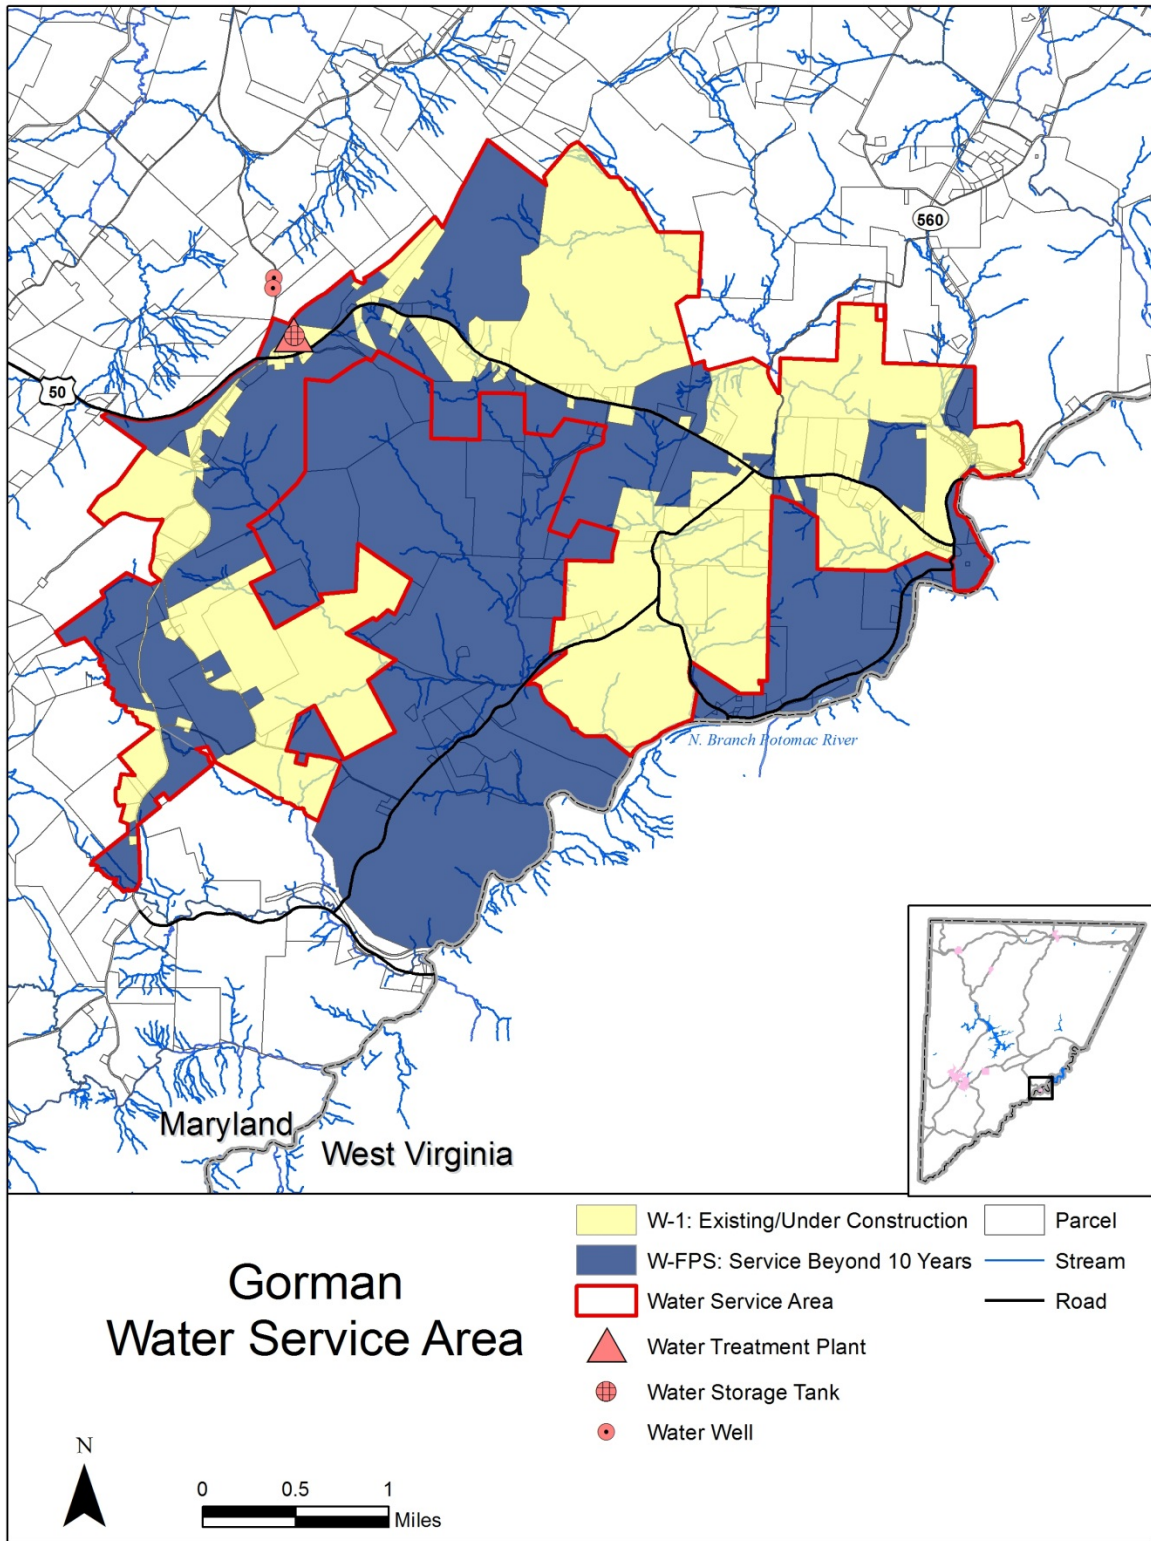 560
50
N. Branch Potomac River
Maryland
West Virginia
Gorman
Water Service Area
W-1: Existing/Under Construction
W-FPS: Service Beyond 10 Years
Water Service Area
Water Treatment Plant
Water Storage Tank
Water Well
Parcel
Stream
Road
N
0 0.5 1
Miles